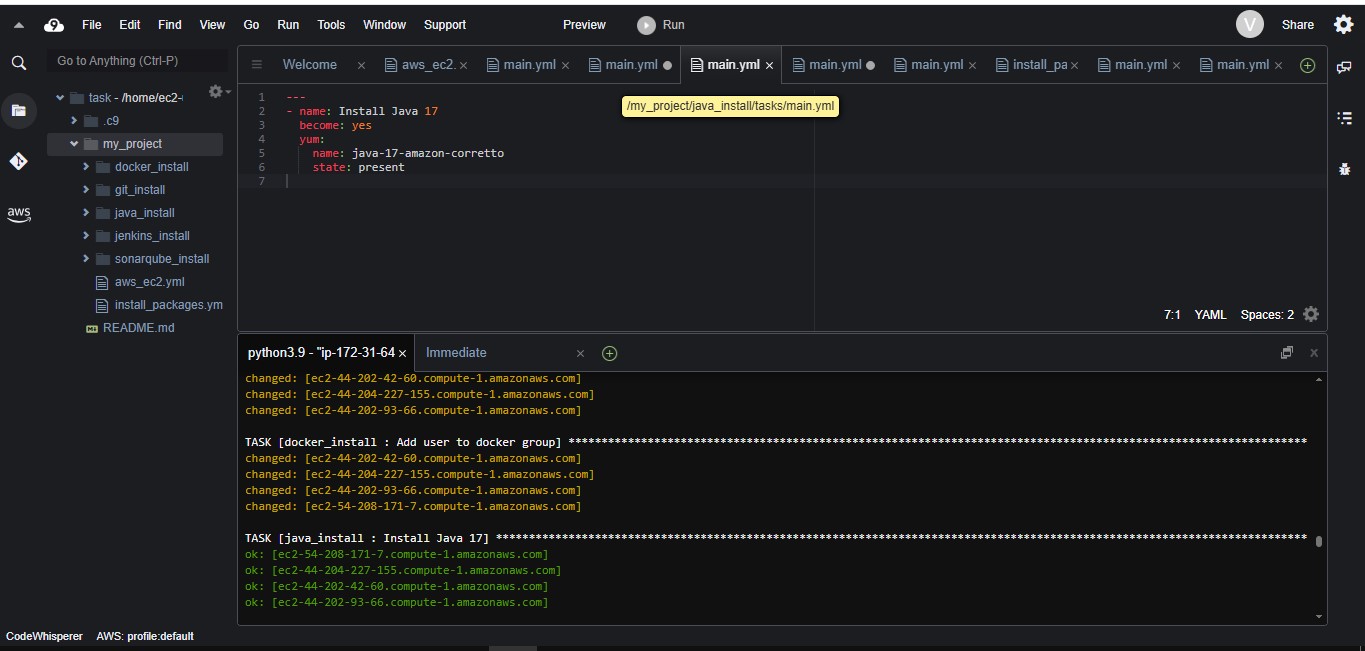 File Edit Find View Go Run Tools Window Support Preview Run V Share
Go to Anything (Ctrl-P)
Welcome × aws_ec2. × main.yml × main.yml main.yml × main.yml main.yml × install_pa × main.yml × main.yml ×
/my_project/java_install/tasks/main.yml
task - /home/ec2-
.c9
my_project
docker_install
git_install
java_install
jenkins_install
sonarqube_install
aws_ec2.yml
install_packages.ym
README.md
aws
1 ---
2 - name: Install Java 17
3 become: yes
4 yum:
5 name: java-17-amazon-corretto
6 state: present
7
7:1 YAML Spaces: 2
python3.9 - "ip-172-31-64 × Immediate ×
changed: [ec2-44-202-42-60.compute-1.amazonaws.com]
changed: [ec2-44-204-227-155.compute-1.amazonaws.com]
changed: [ec2-44-202-93-66.compute-1.amazonaws.com]
TASK [docker_install : Add user to docker group] ****************************************************************************************************************
changed: [ec2-44-202-42-60.compute-1.amazonaws.com]
changed: [ec2-44-204-227-155.compute-1.amazonaws.com]
changed: [ec2-44-202-93-66.compute-1.amazonaws.com]
changed: [ec2-54-208-171-7.compute-1.amazonaws.com]
TASK [java_install : Install Java 17] ***************************************************************************************************************************
ok: [ec2-54-208-171-7.compute-1.amazonaws.com]
ok: [ec2-44-204-227-155.compute-1.amazonaws.com]
ok: [ec2-44-202-42-60.compute-1.amazonaws.com]
ok: [ec2-44-202-93-66.compute-1.amazonaws.com]
CodeWhisperer AWS: profile:default